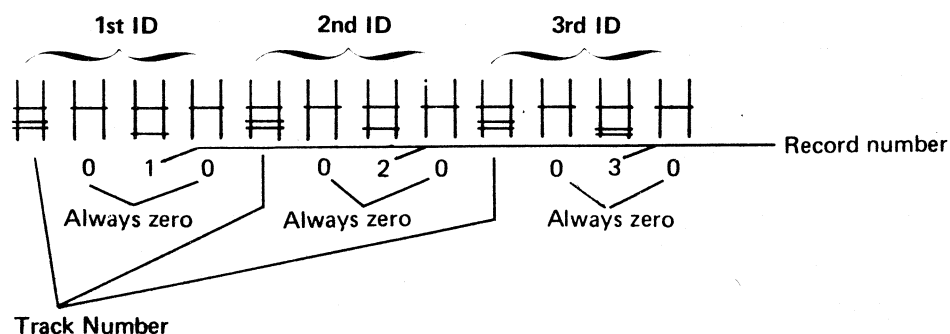 1st ID 2nd ID 3rd ID
Record number
0 1 0 0 2 0 0 3 0
Always zero Always zero Always zero
Track Number